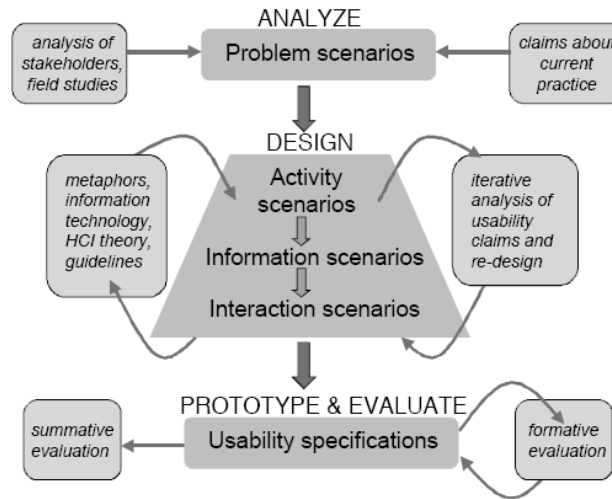 ANALYZE
analysis of
stakeholders,
field studies
Problem scenarios
claims about
current
practice
DESIGN
metaphors,
information
technology,
HCI theory,
guidelines
Activity
scenarios
Information scenarios
Interaction scenarios
iterative
analysis of
usability
claims and
re-design
PROTOTYPE & EVALUATE
summative
evaluation
Usability specifications
formative
evaluation